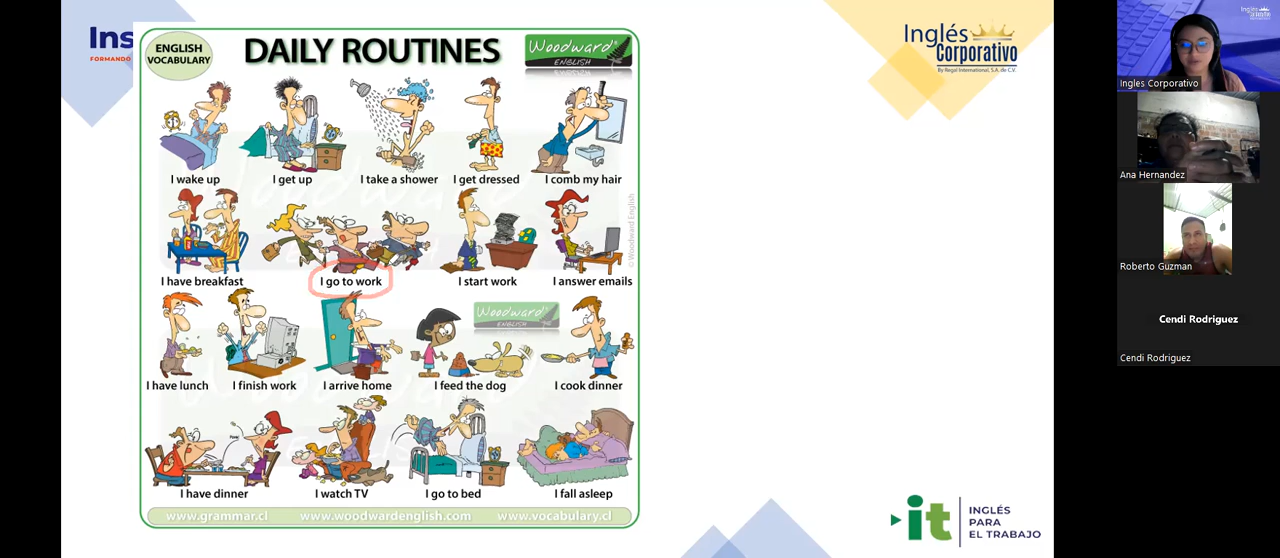 Ins
FORMANDO
ENGLISH
VOCABULARY
DAILY ROUTINES
Woodward®
ENGLISH
I wake up
I get up
I take a shower
I get dressed
I comb my hair
I have breakfast
I go to work
I start work
I answer emails
© Woodward English
Woodward
ENGLISH
I have lunch
I finish work
I arrive home
I feed the dog
I cook dinner
I have dinner
I watch TV
I go to bed
I fall asleep
www.grammar.cl
www.woodwardenglish.com
www.vocabulary.cl
Inglés
Corporativo
By Regal International, S.A. de C.V.
it
INGLÉS
PARA
EL TRABAJO
Ingles Corporativo
Ana Hernandez
Roberto Guzman
Cendi Rodriguez
Cendi Rodriguez